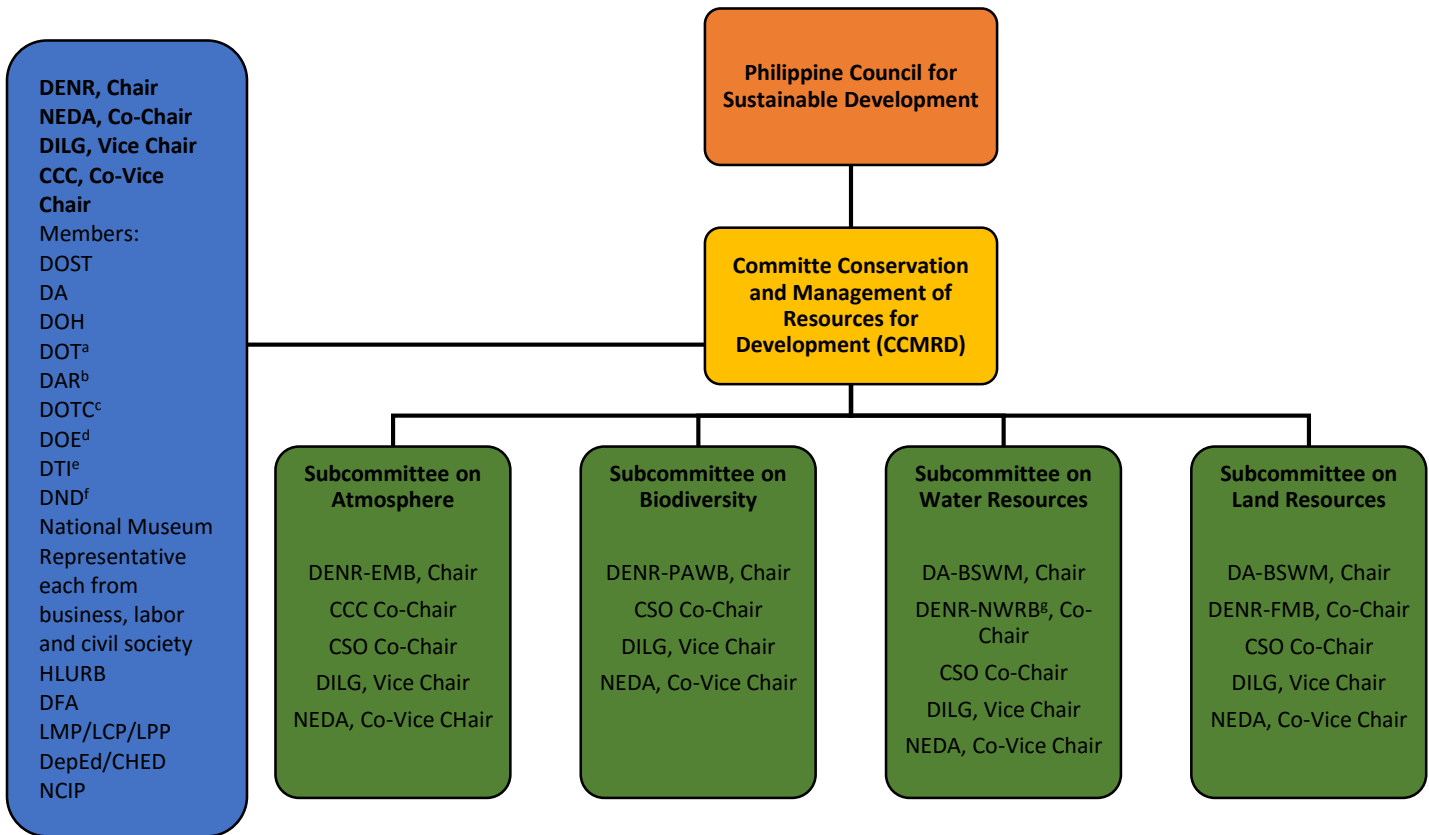 DENR, Chair
NEDA, Co-Chair
DILG, Vice Chair
CCC, Co-Vice
Chair
Members:
DOST
DA
DOH
DOTᵃ
DARᵇ
DOTCᶜ
DOEᵈ
DTIᵉ
DNDᶠ
National Museum
Representative
each from
business, labor
and civil society
HLURB
DFA
LMP/LCP/LPP
DepEd/CHED
NCIP
Philippine Council for
Sustainable Development
Committe Conservation
and Management of
Resources for
Development (CCMRD)
Subcommittee on
Atmosphere
DENR-EMB, Chair
CCC Co-Chair
CSO Co-Chair
DILG, Vice Chair
NEDA, Co-Vice CHair
Subcommittee on
Biodiversity
DENR-PAWB, Chair
CSO Co-Chair
DILG, Vice Chair
NEDA, Co-Vice Chair
Subcommittee on
Water Resources
DA-BSWM, Chair
DENR-NWRBᵍ, Co-
Chair
CSO Co-Chair
DILG, Vice Chair
NEDA, Co-Vice Chair
Subcommittee on
Land Resources
DA-BSWM, Chair
DENR-FMB, Co-Chair
CSO Co-Chair
DILG, Vice Chair
NEDA, Co-Vice Chair